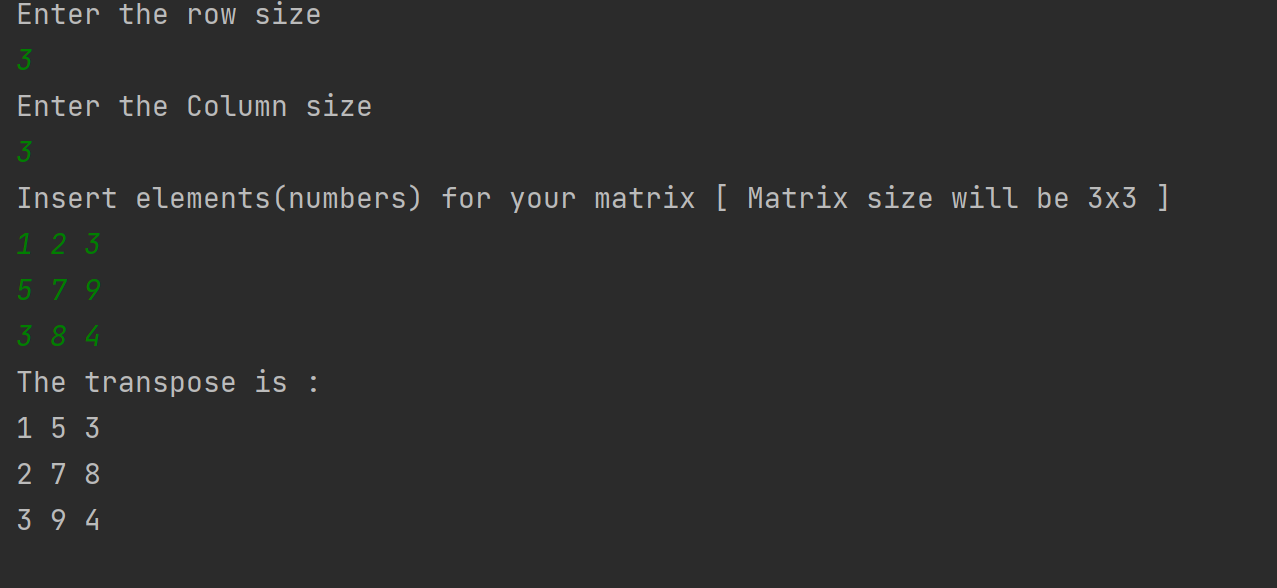 Enter the row size
3
Enter the Column size
3
Insert elements(numbers) for your matrix [ Matrix size will be 3x3 ]
1 2 3
5 7 9
3 8 4
The transpose is :
1 5 3
2 7 8
3 9 4